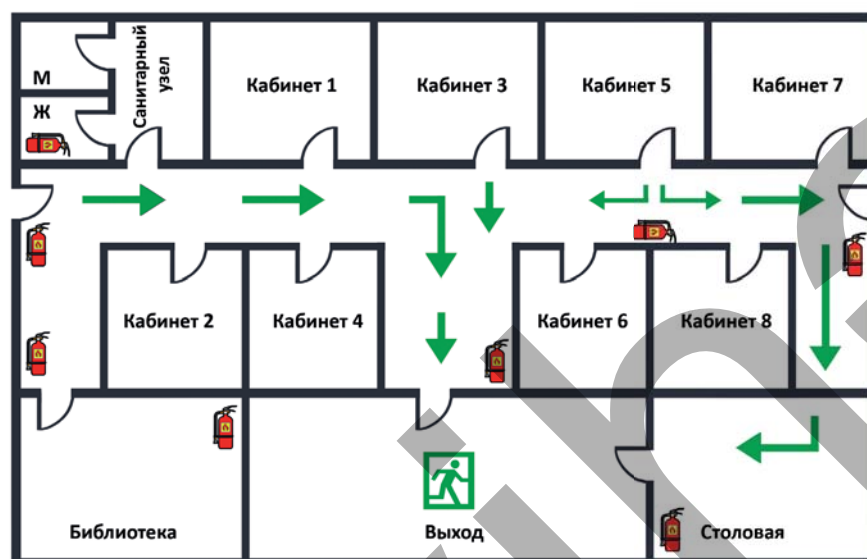 М
Ж
Санитарный
узел
Кабинет 1
Кабинет 3
Кабинет 5
Кабинет 7
Кабинет 2
Кабинет 4
Кабинет 6
Кабинет 8
Библиотека
Выход
Столовая